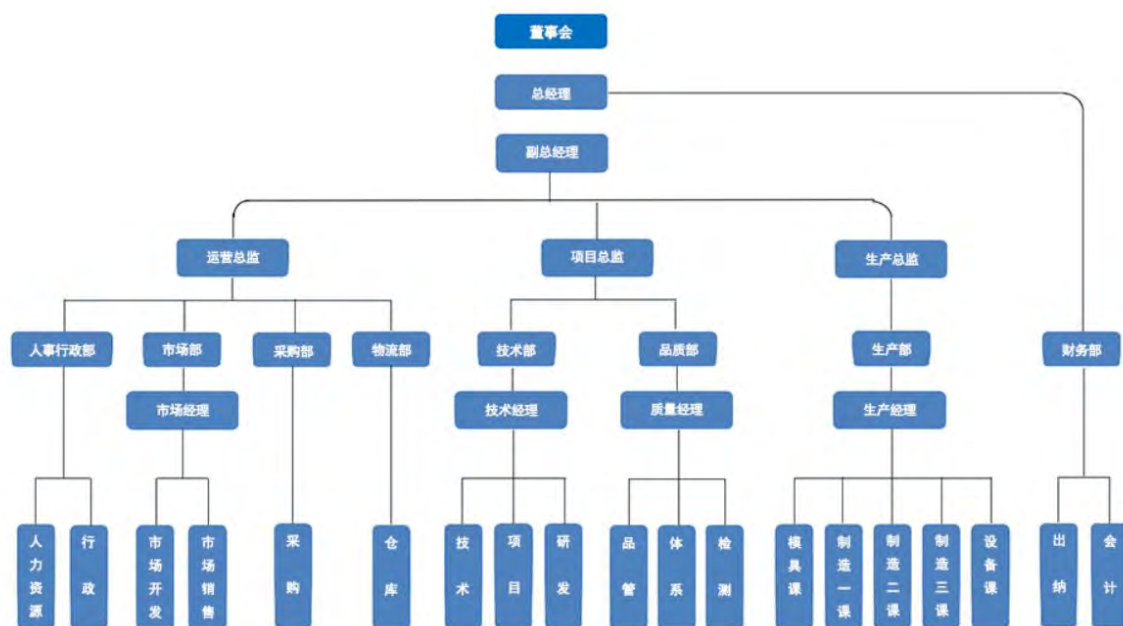 董事会
总经理
副总经理
运营总监
项目总监
生产总监
人事行政部
市场部
采购部
物流部
技术部
品质部
生产部
财务部
市场经理
技术经理
质量经理
生产经理
人力资源
行政
市场开发
市场销售
采购
仓库
技术
项目
研发
品管
体系
检测
模具课
制造一课
制造二课
制造三课
设备课
出纳
会计